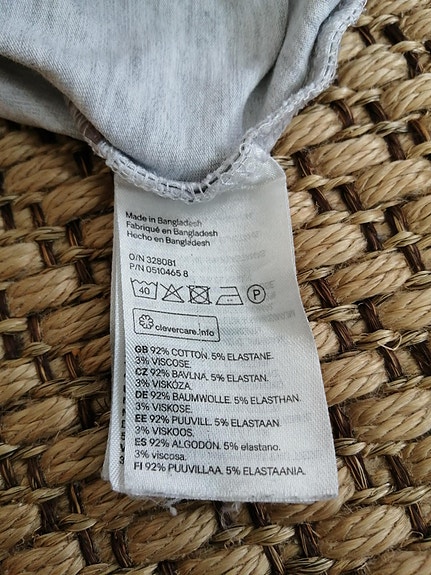 Made in Bangladesh
Fabriqué en Bangladesh
Hecho en Bangladesh
O/N 328081
P/N 0510465 8
40 P
clevercare.info
GB 92% COTTON. 5% ELASTANE.
3% VISCOSE.
CZ 92% BAVLNA. 5% ELASTAN.
3% VISKÓZA.
DE 92% BAUMWOLLE. 5% ELASTHAN.
3% VISKOSE.
EE 92% PUUVILL. 5% ELASTAAN.
3% VISKOOS.
ES 92% ALGODÓN. 5% elastano.
3% viscosa.
FI 92% PUUVILLAA. 5% ELASTAANIA.